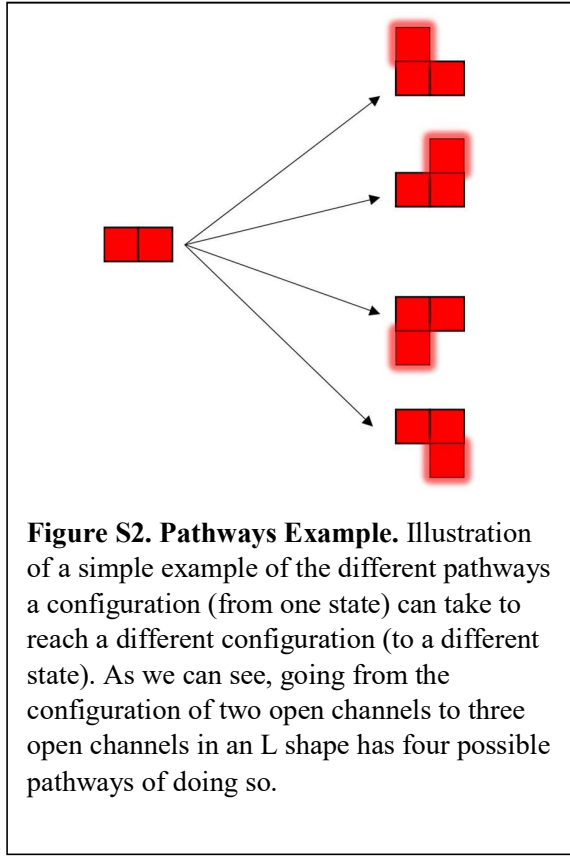 Figure S2. Pathways Example. Illustration
of a simple example of the different pathways
a configuration (from one state) can take to
reach a different configuration (to a different
state). As we can see, going from the
configuration of two open channels to three
open channels in an L shape has four possible
pathways of doing so.